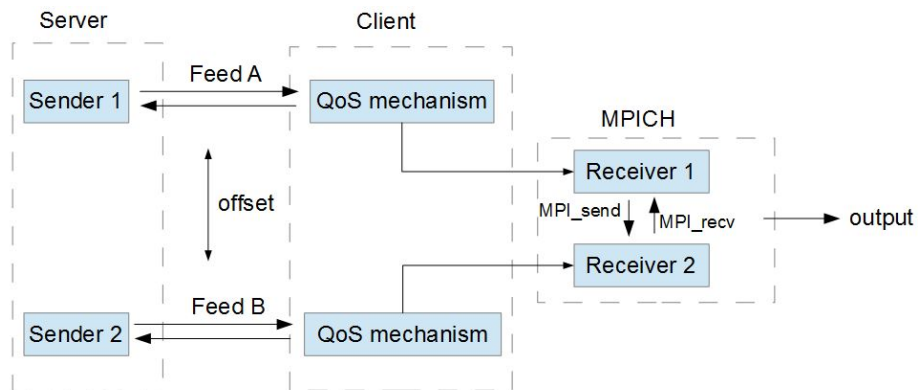 Server
Client
Feed A
Sender 1
QoS mechanism
MPICH
Receiver 1
offset
MPI_send
MPI_recv
output
Receiver 2
Feed B
Sender 2
QoS mechanism